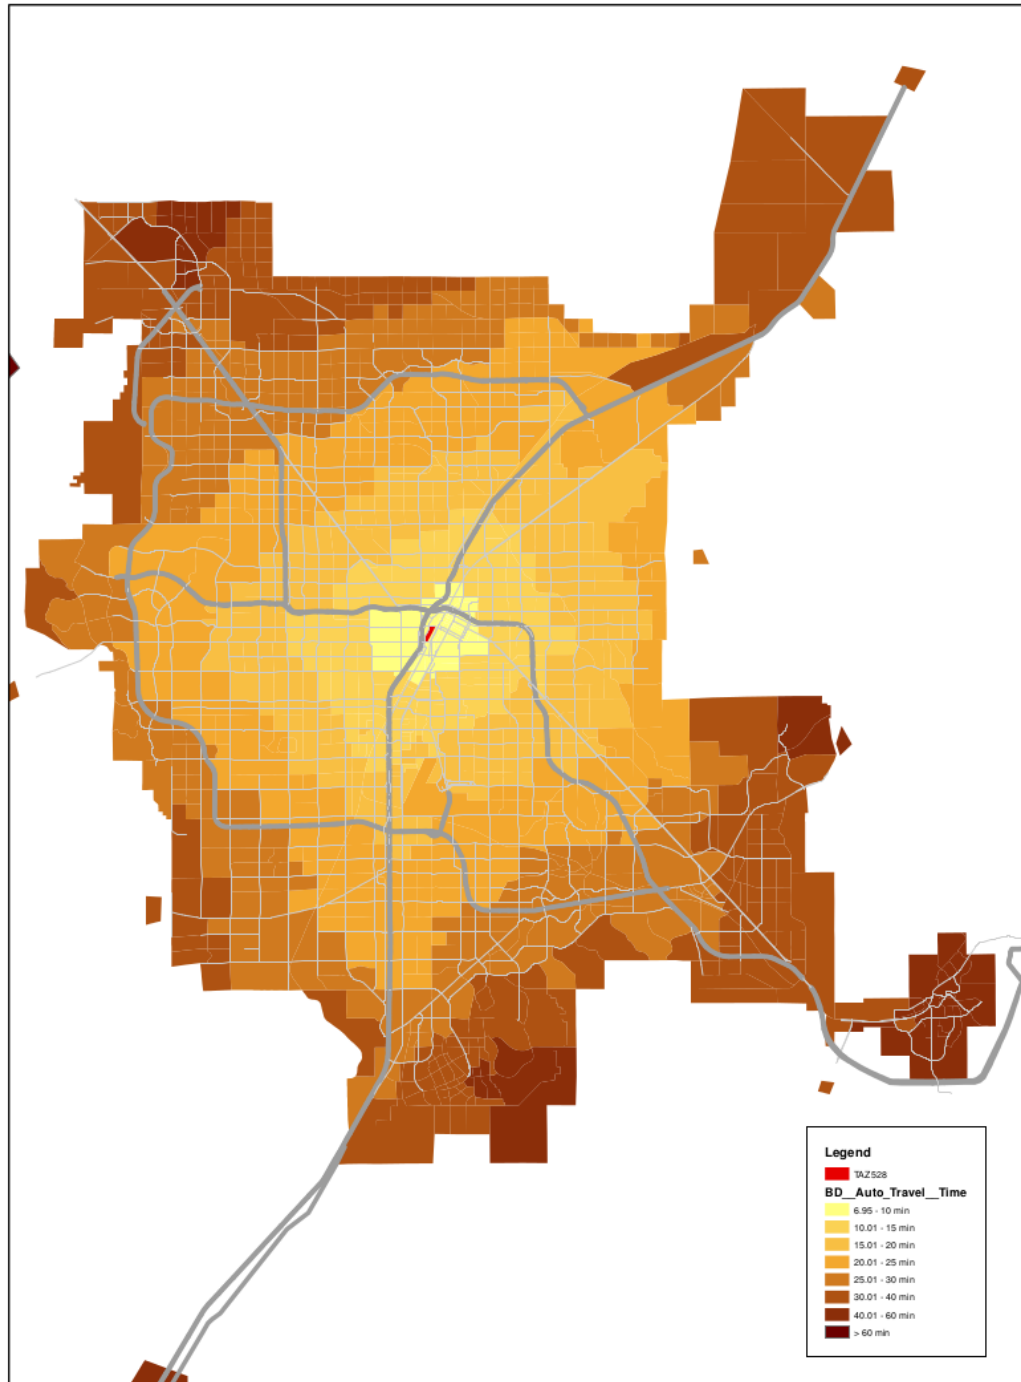 Legend
TAZ528
BD__Auto_Travel__Time
6.95 - 10 min
10.01 - 15 min
15.01 - 20 min
20.01 - 25 min
25.01 - 30 min
30.01 - 40 min
40.01 - 60 min
> 60 min